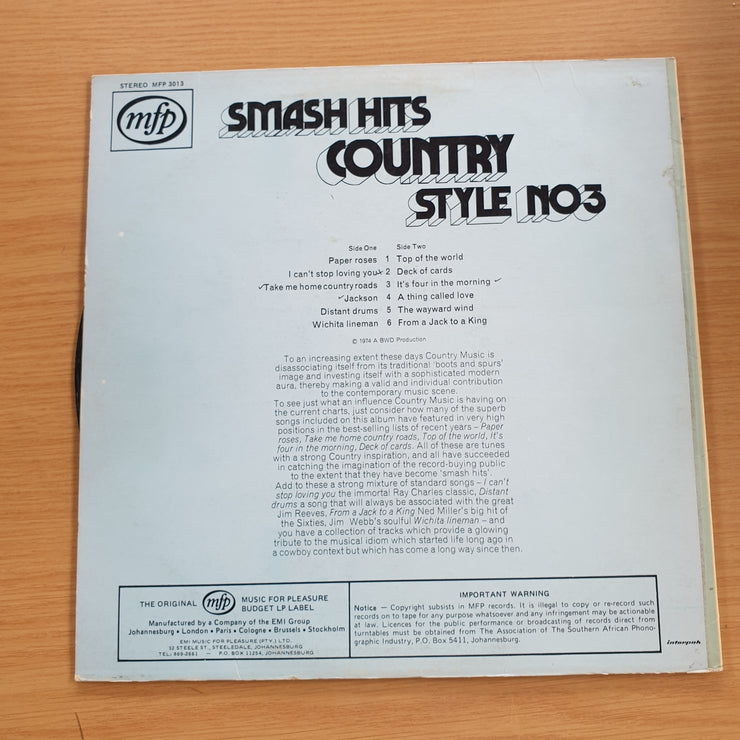 STEREO MFP 3013
mfp
SMASH HITS
COUNTRY
STYLE NO3
Side One Side Two
Paper roses 1 Top of the world
I can't stop loving you 2 Deck of cards
Take me home country roads 3 It's four in the morning
Jackson 4 A thing called love
Distant drums 5 The wayward wind
Wichita lineman 6 From a Jack to a King
© 1974 A BWD Production
To an increasing extent these days Country Music is
disassociating itself from its traditional 'boots and spurs'
image and investing itself with a sophisticated modern
aura, thereby making a valid and individual contribution
to the contemporary music scene.
To see just what an influence Country Music is having on
the current charts, just consider how many of the superb
songs included on this album have featured in very high
positions in the best-selling lists of recent years – Paper
roses, Take me home country roads, Top of the world, It's
four in the morning, Deck of cards. All of these are tunes
with a strong Country inspiration, and all have succeeded
in catching the imagination of the record-buying public
to the extent that they have become 'smash hits'.
Add to these a strong mixture of standard songs – I can't
stop loving you the immortal Ray Charles classic, Distant
drums a song that will always be associated with the great
Jim Reeves, From a Jack to a King Ned Miller's big hit of
the Sixties, Jim Webb's soulful Wichita lineman – and
you have a collection of tracks which provide a glowing
tribute to the musical idiom which started life long ago in
a cowboy context but which has come a long way since then.
THE ORIGINAL mfp MUSIC FOR PLEASURE
BUDGET LP LABEL
Manufactured by a Company of the EMI Group
Johannesburg • London • Paris • Cologne • Brussels • Stockholm
EMI MUSIC FOR PLEASURE (PTY.) LTD.
52 STEELE ST., STEELEDALE, JOHANNESBURG
TEL: 869-2661 – P.O. BOX 11254, JOHANNESBURG
IMPORTANT WARNING
Notice – Copyright subsists in MFP records. It is illegal to copy or re-record such
records on to tape for any purpose whatsoever and any infringement may be actionable
at law. Licences for the public performance or broadcasting of records direct from
turntables must be obtained from The Association of The Southern African Phono-
graphic Industry, P.O. Box 5411, Johannesburg.
interpak